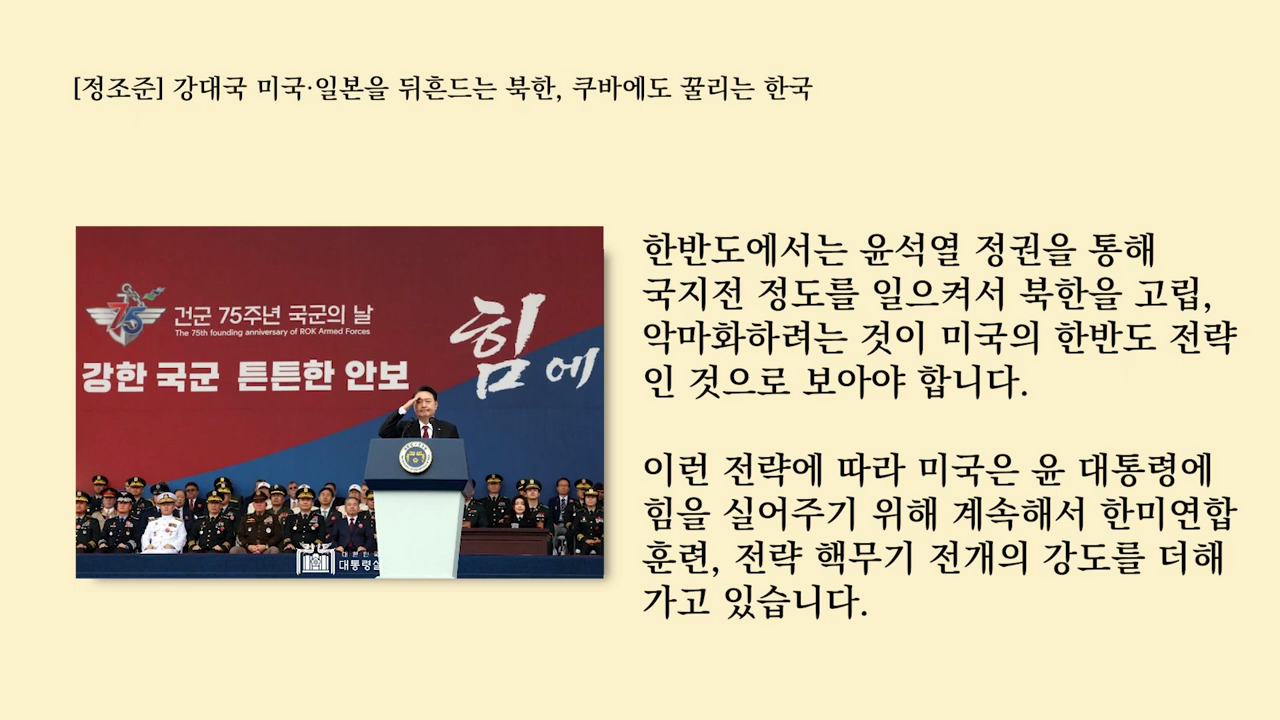 [정조준] 강대국 미국·일본을 뒤흔드는 북한, 쿠바에도 꿀리는 한국
75
건군 75주년 국군의 날
The 75th founding anniversary of ROK Armed Forces
강한 국군 튼튼한 안보
힘에
대한민국
대통령실
한반도에서는 윤석열 정권을 통해
국지전 정도를 일으켜서 북한을 고립,
악마화하려는 것이 미국의 한반도 전략
인 것으로 보아야 합니다.
이런 전략에 따라 미국은 윤 대통령에
힘을 실어주기 위해 계속해서 한미연합
훈련, 전략 핵무기 전개의 강도를 더해
가고 있습니다.